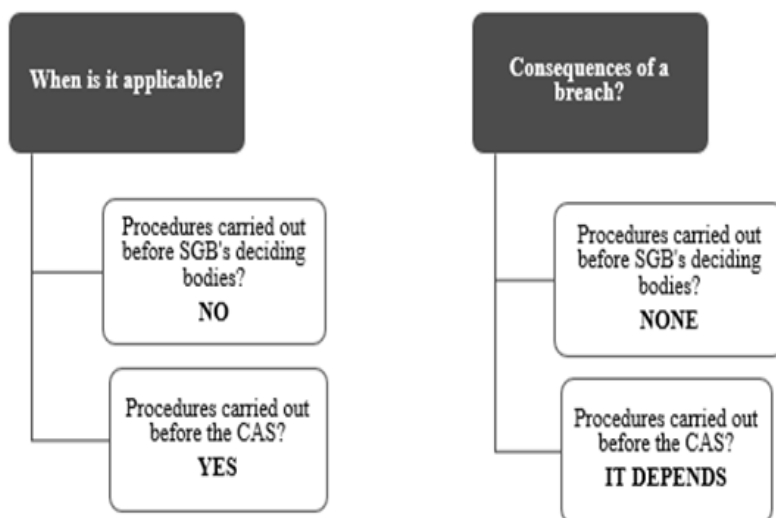 When is it applicable?
Procedures carried out
before SGB's deciding
bodies?
NO
Procedures carried out
before the CAS?
YES
Consequences of a
breach?
Procedures carried out
before SGB's deciding
bodies?
NONE
Procedures carried out
before the CAS?
IT DEPENDS